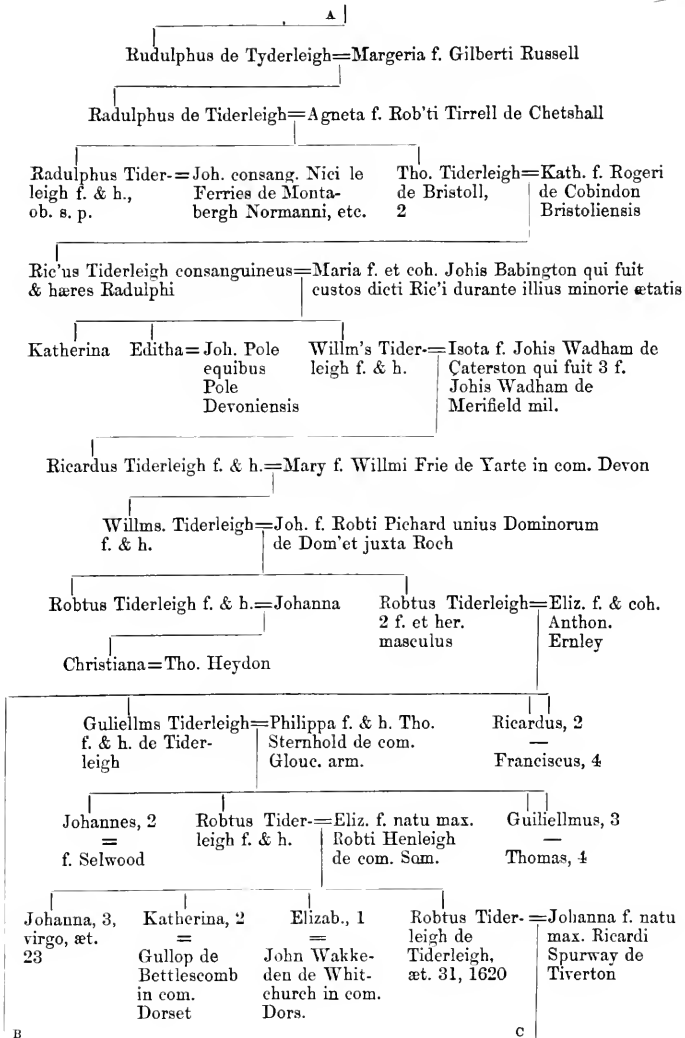 A
Rudulphus de Tyderleigh=Margeria f. Gilberti Russell
Radulphus de Tiderleigh=Agneta f. Rob'ti Tirrell de Chetshall
Radulphus Tider-
leigh f. & h.,
ob. s. p.
=Joh. consang. Nici le
Ferries de Monta-
bergh Normanni, etc.
Tho. Tiderleigh
de Bristoll,
2
=Kath. f. Rogeri
de Cobindon
Bristoliensis
Ric'us Tiderleigh consanguineus
& hæres Radulphi
=Maria f. et coh. Johis Babington qui fuit
custos dicti Ric'i durante illius minorie ætatis
Katherina
Editha=Joh. Pole
equibus
Pole
Devoniensis
Willm's Tider-
leigh f. & h.
=Isota f. Johis Wadham de
Caterston qui fuit 3 f.
Johis Wadham de
Merifield mil.
Ricardus Tiderleigh f. & h.=Mary f. Willmi Frie de Yarte in com. Devon
Willms. Tiderleigh
f. & h.
=Joh. f. Robti Pichard unius Dominorum
de Dom'et juxta Roch
Robtus Tiderleigh f. & h.=Johanna
Robtus Tiderleigh
2 f. et her.
masculus
=Eliz. f. & coh.
Anthon.
Ernley
Christiana=Tho. Heydon
Guliellms Tiderleigh
f. & h. de Tider-
leigh
=Philippa f. & h. Tho.
Sternhold de com.
Glouc. arm.
Ricardus, 2
—
Franciscus, 4
Johannes, 2
=
f. Selwood
Robtus Tider-
leigh f. & h.
=Eliz. f. natu max.
Robti Henleigh
de com. Som.
Guiliellmus, 3
—
Thomas, 4
Johanna, 3,
virgo, æt.
23
Katherina, 2
=
Gullop de
Bettlescomb
in com.
Dorset
Elizab., 1
=
John Wakke-
den de Whit-
church in com.
Dors.
Robtus Tider-
leigh de
Tiderleigh,
æt. 31, 1620
=Johanna f. natu
max. Ricardi
Spurway de
Tiverton
B
C